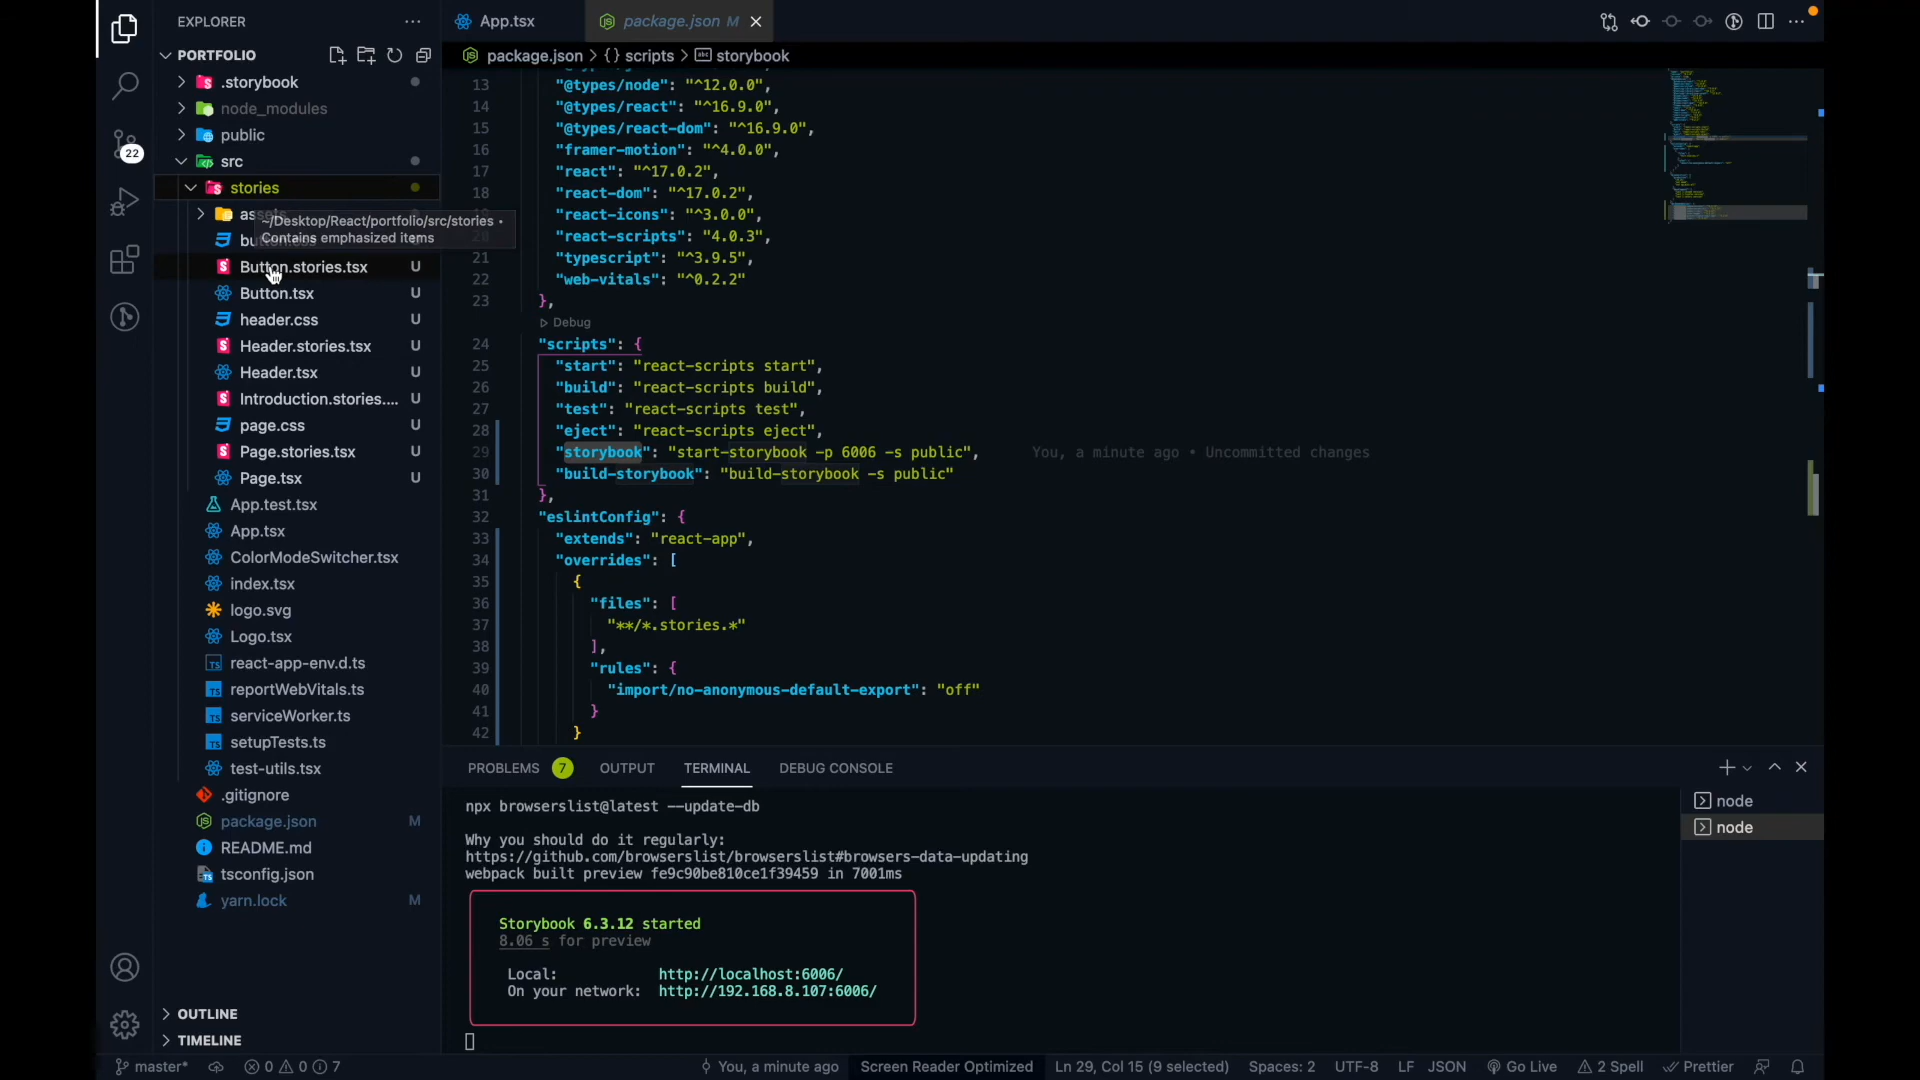 EXPLORER
PORTFOLIO
.storybook
node_modules
public
src
stories
~/Desktop/React/portfolio/src/stories •
Contains emphasized items
Button.stories.tsx U
Button.tsx U
header.css U
Header.stories.tsx U
Header.tsx U
Introduction.stories.... U
page.css U
Page.stories.tsx U
Page.tsx U
App.test.tsx
App.tsx
ColorModeSwitcher.tsx
index.tsx
logo.svg
Logo.tsx
react-app-env.d.ts
reportWebVitals.ts
serviceWorker.ts
setupTests.ts
test-utils.tsx
.gitignore
package.json M
README.md
tsconfig.json
yarn.lock M
OUTLINE
TIMELINE
22
App.tsx package.json M
package.json > {} scripts > storybook
13 "@types/node": "^12.0.0",
14 "@types/react": "^16.9.0",
15 "@types/react-dom": "^16.9.0",
16 "framer-motion": "^4.0.0",
17 "react": "^17.0.2",
18 "react-dom": "^17.0.2",
19 "react-icons": "^3.0.0",
"react-scripts": "4.0.3",
21 "typescript": "^3.9.5",
22 "web-vitals": "^0.2.2"
23 },
Debug
24 "scripts": {
25 "start": "react-scripts start",
26 "build": "react-scripts build",
27 "test": "react-scripts test",
28 "eject": "react-scripts eject",
29 "storybook": "start-storybook -p 6006 -s public", You, a minute ago • Uncommitted changes
30 "build-storybook": "build-storybook -s public"
31 },
32 "eslintConfig": {
33 "extends": "react-app",
34 "overrides": [
35 {
36 "files": [
37 "**/*.stories.*"
38 ],
39 "rules": {
40 "import/no-anonymous-default-export": "off"
41 }
42 }
PROBLEMS 7 OUTPUT TERMINAL DEBUG CONSOLE
npx browserslist@latest --update-db
Why you should do it regularly:
https://github.com/browserslist/browserslist#browsers-data-updating
webpack built preview fe9c90be810ce1f39459 in 7001ms
Storybook 6.3.12 started
8.06 s for preview
Local: http://localhost:6006/
On your network: http://192.168.8.107:6006/
node
node
master* 0 0 7 You, a minute ago Screen Reader Optimized Ln 29, Col 15 (9 selected) Spaces: 2 UTF-8 LF JSON Go Live 2 Spell Prettier